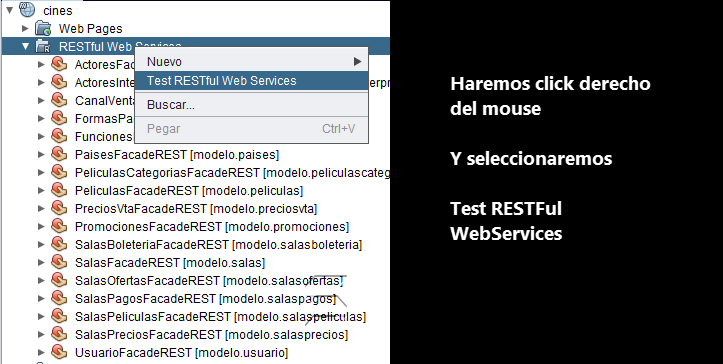 cines
Web Pages
RESTful Web Services
ActoresFac
ActoresInte
erpr
CanalVenta
FormasPa
Funciones
Nuevo
Test RESTful Web Services
Buscar...
Pegar Ctrl+V
PaisesFacadeREST [modelo.paises]
PeliculasCategoriasFacadeREST [modelo.peliculascateg
PeliculasFacadeREST [modelo.peliculas]
PreciosVtaFacadeREST [modelo.preciosvta]
PromocionesFacadeREST [modelo.promociones]
SalasBoleteriaFacadeREST [modelo.salasboleteria]
SalasFacadeREST [modelo.salas]
SalasOfertasFacadeREST [modelo.salasofertas]
SalasPagosFacadeREST [modelo.salaspagos]
SalasPeliculasFacadeREST [modelo.salaspeliculas]
SalasPreciosFacadeREST [modelo.salasprecios]
UsuarioFacadeREST [modelo.usuario]
Haremos click derecho
del mouse
Y seleccionaremos
Test RESTFul
WebServices